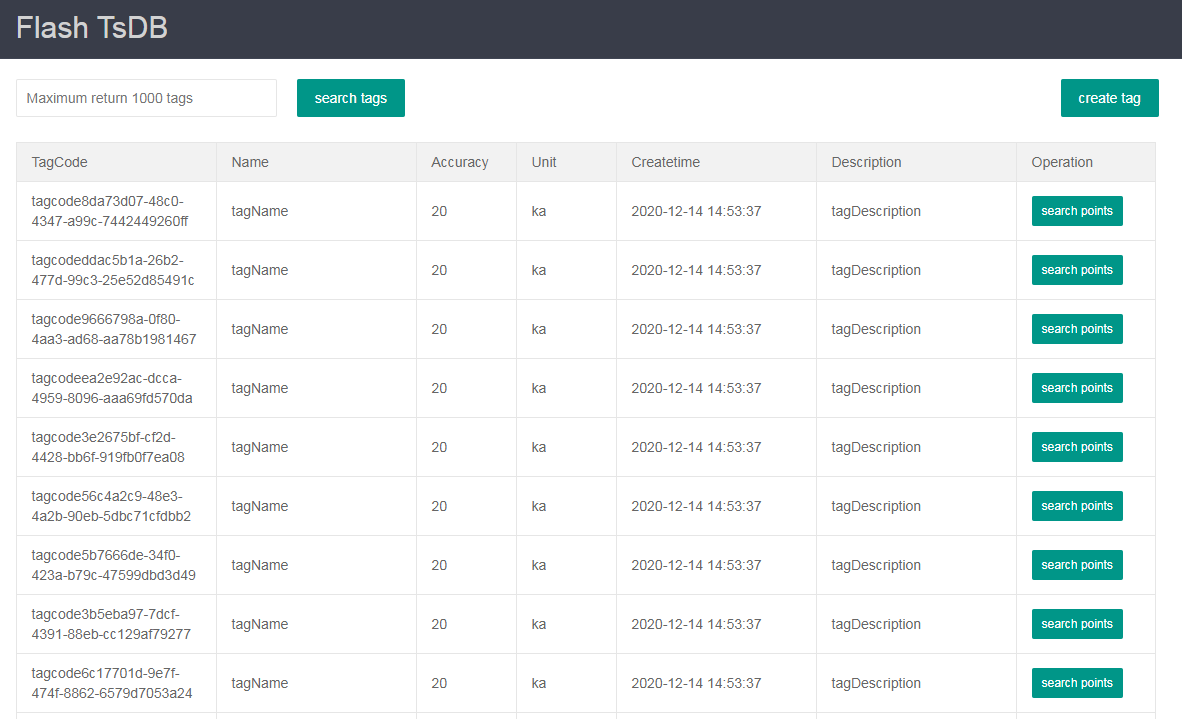 Flash TsDB
Maximum return 1000 tags
search tags
create tag
TagCode Name Accuracy Unit Createtime Description Operation
tagcode8da73d07-48c0-
4347-a99c-7442449260ff
tagName 20 ka 2020-12-14 14:53:37 tagDescription search points
tagcodeddac5b1a-26b2-
477d-99c3-25e52d85491c
tagName 20 ka 2020-12-14 14:53:37 tagDescription search points
tagcode9666798a-0f80-
4aa3-ad68-aa78b1981467
tagName 20 ka 2020-12-14 14:53:37 tagDescription search points
tagcodeea2e92ac-dcca-
4959-8096-aaa69fd570da
tagName 20 ka 2020-12-14 14:53:37 tagDescription search points
tagcode3e2675bf-cf2d-
4428-bb6f-919fb0f7ea08
tagName 20 ka 2020-12-14 14:53:37 tagDescription search points
tagcode56c4a2c9-48e3-
4a2b-90eb-5dbc71cfdbb2
tagName 20 ka 2020-12-14 14:53:37 tagDescription search points
tagcode5b7666de-34f0-
423a-b79c-47599dbd3d49
tagName 20 ka 2020-12-14 14:53:37 tagDescription search points
tagcode3b5eba97-7dcf-
4391-88eb-cc129af79277
tagName 20 ka 2020-12-14 14:53:37 tagDescription search points
tagcode6c17701d-9e7f-
474f-8862-6579d7053a24
tagName 20 ka 2020-12-14 14:53:37 tagDescription search points